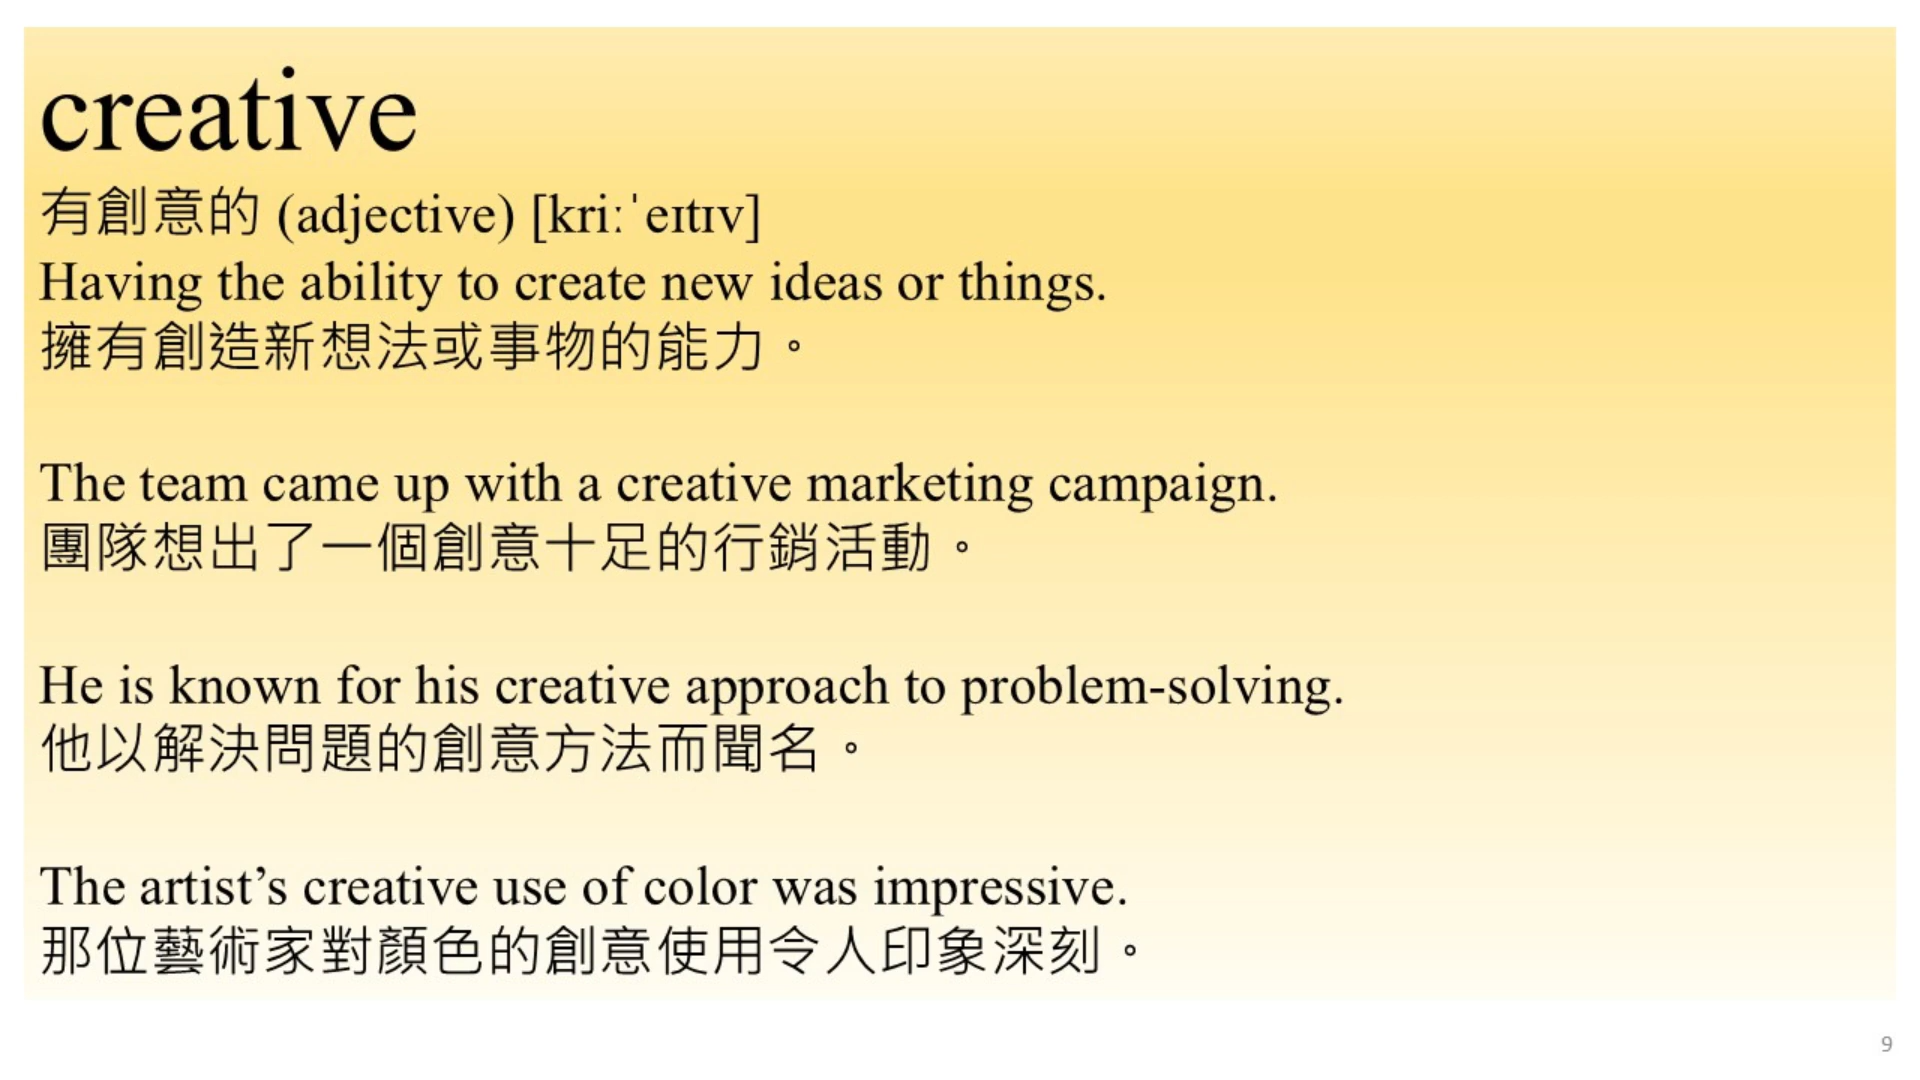 creative
有創意的 (adjective) [kriːˈeɪtɪv]
Having the ability to create new ideas or things.
擁有創造新想法或事物的能力。
The team came up with a creative marketing campaign.
團隊想出了一個創意十足的行銷活動。
He is known for his creative approach to problem-solving.
他以解決問題的創意方法而聞名。
The artist’s creative use of color was impressive.
那位藝術家對顏色的創意使用令人印象深刻。
9